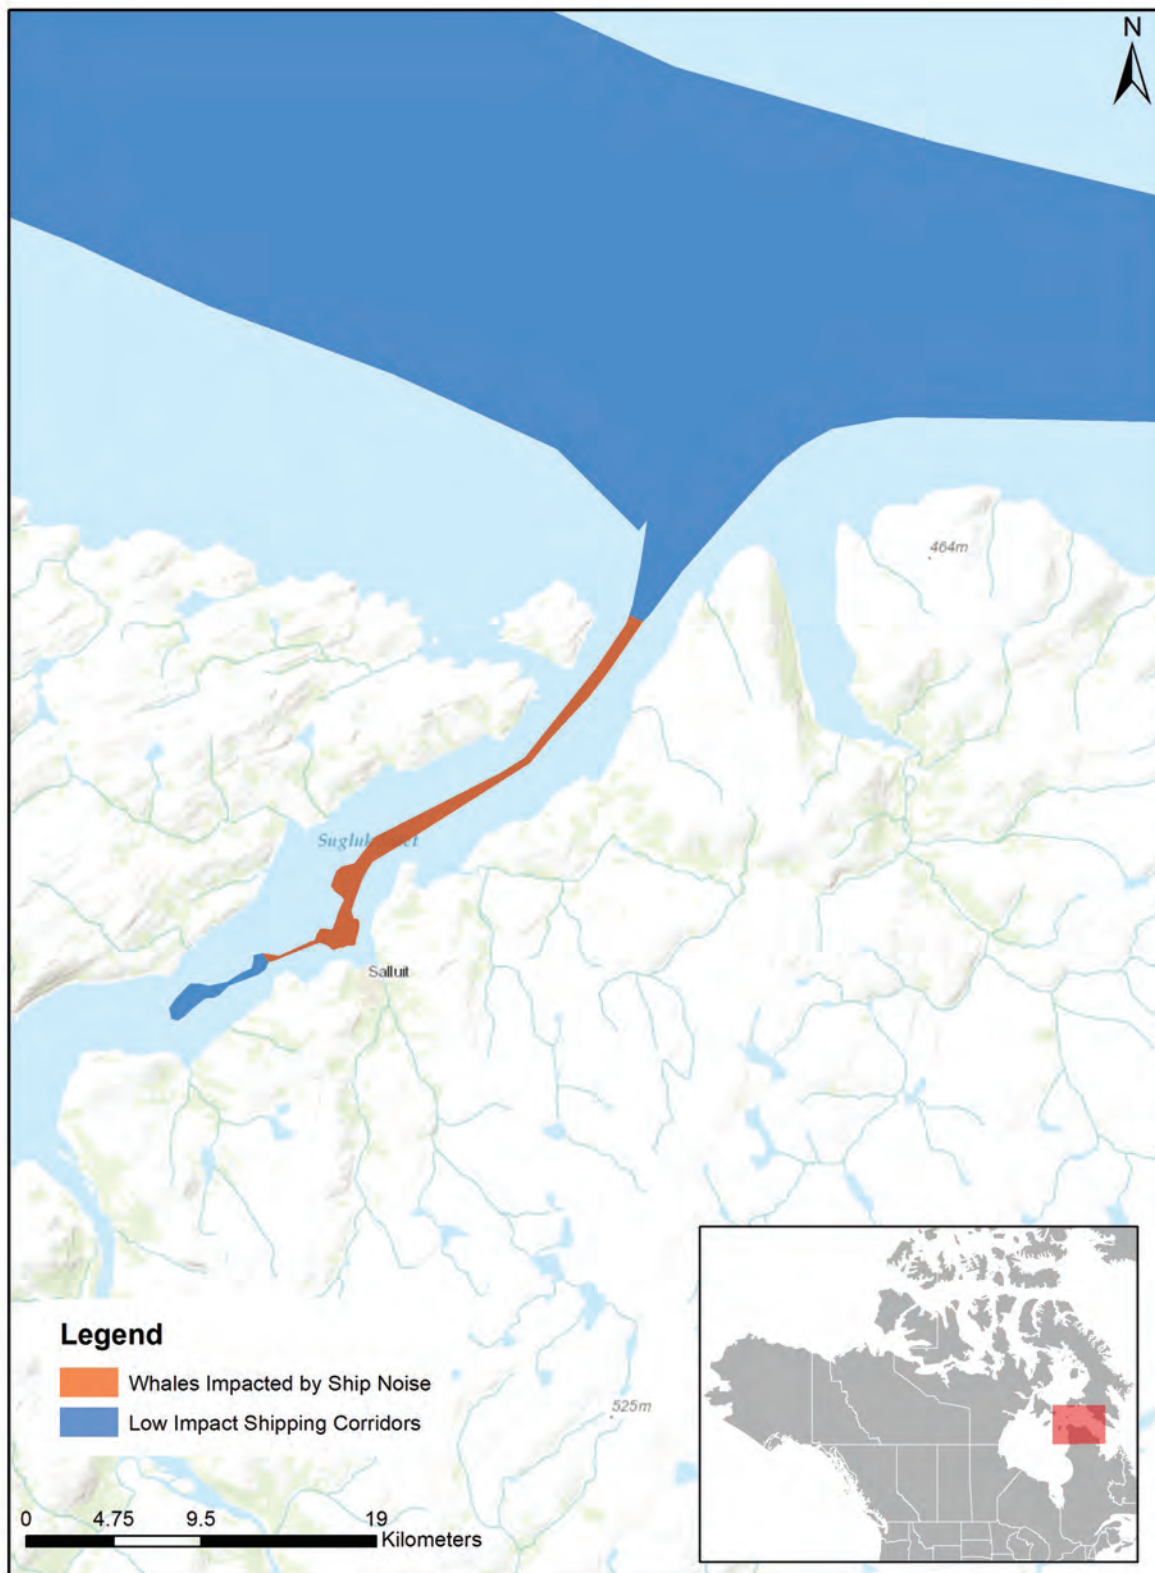 N
464m
Sugluk
Salluit
Legend
Whales Impacted by Ship Noise
Low Impact Shipping Corridors
525m
0 4.75 9.5 19
Kilometers